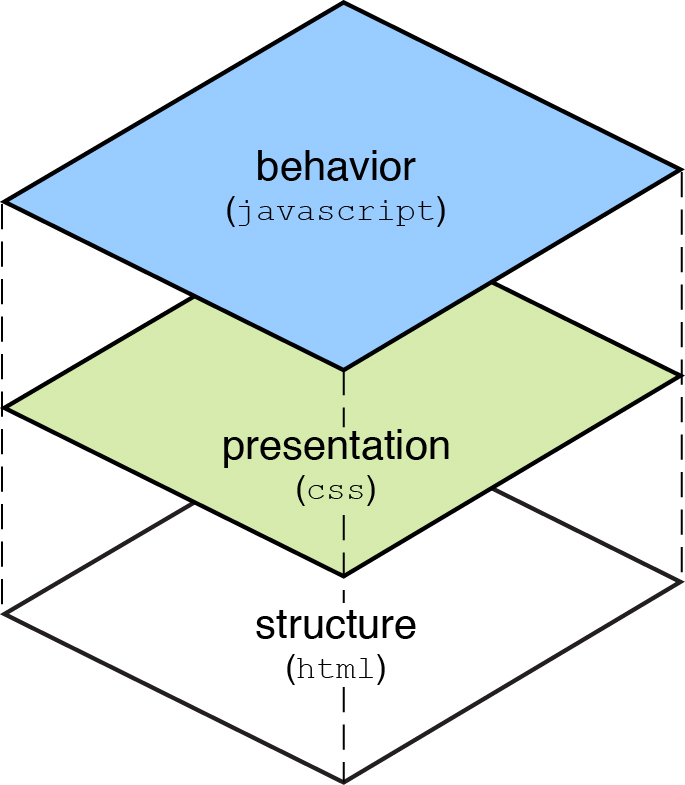 behavior
(javascript)
presentation
(css)
structure
(html)